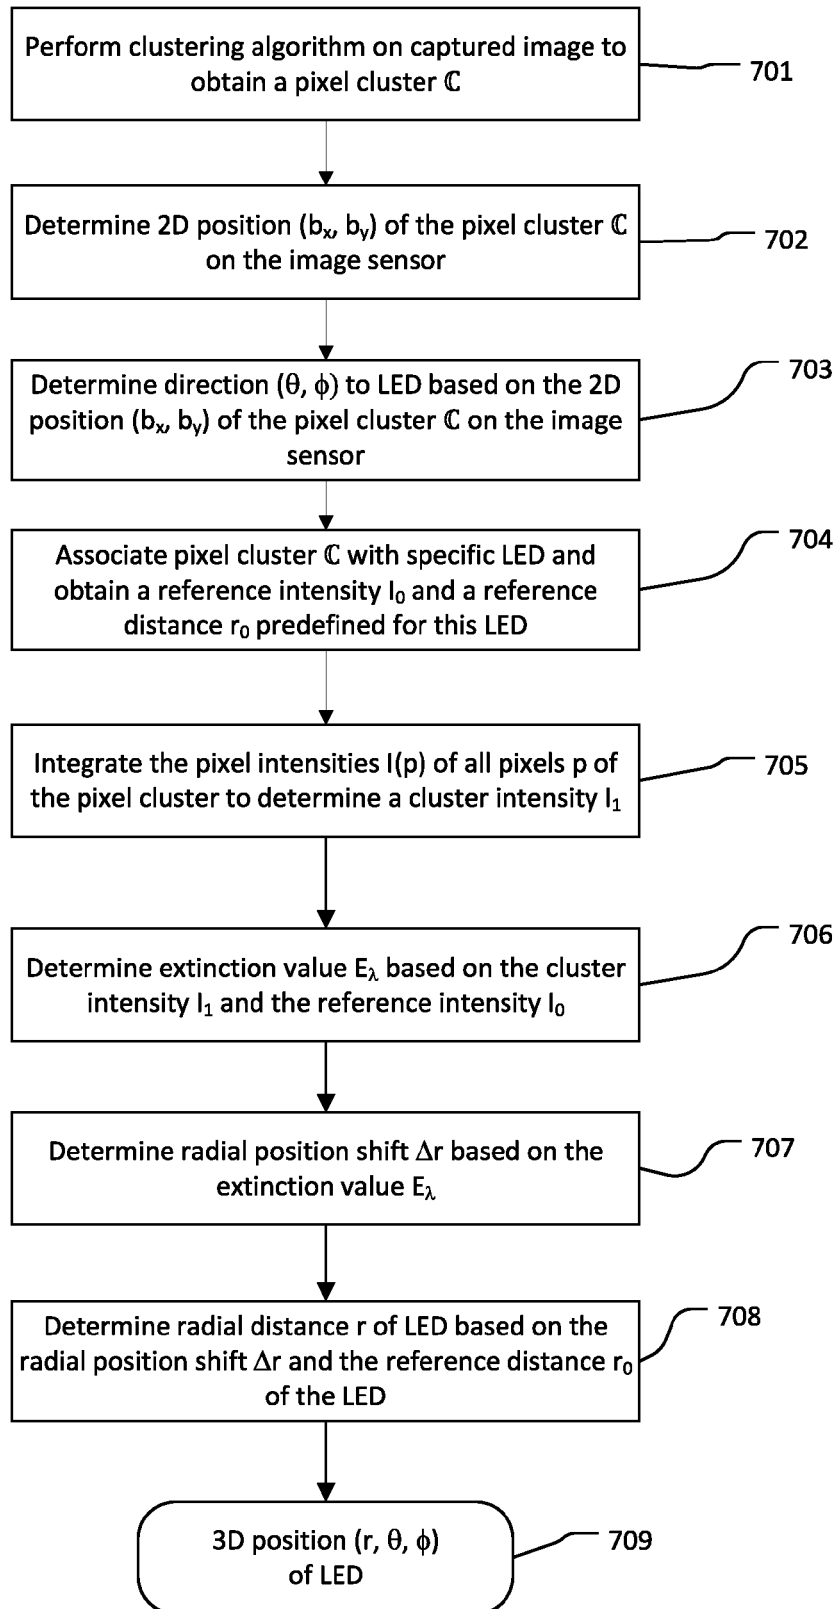 Perform clustering algorithm on captured image to
obtain a pixel cluster ℂ
701
Determine 2D position (bₓ, b_y) of the pixel cluster ℂ
on the image sensor
702
Determine direction (θ, ϕ) to LED based on the 2D
position (bₓ, b_y) of the pixel cluster ℂ on the image
sensor
703
Associate pixel cluster ℂ with specific LED and
obtain a reference intensity I₀ and a reference
distance r₀ predefined for this LED
704
Integrate the pixel intensities I(p) of all pixels p of
the pixel cluster to determine a cluster intensity I₁
705
Determine extinction value E_λ based on the cluster
intensity I₁ and the reference intensity I₀
706
Determine radial position shift Δr based on the
extinction value E_λ
707
Determine radial distance r of LED based on the
radial position shift Δr and the reference distance r₀
of the LED
708
3D position (r, θ, ϕ)
of LED
709